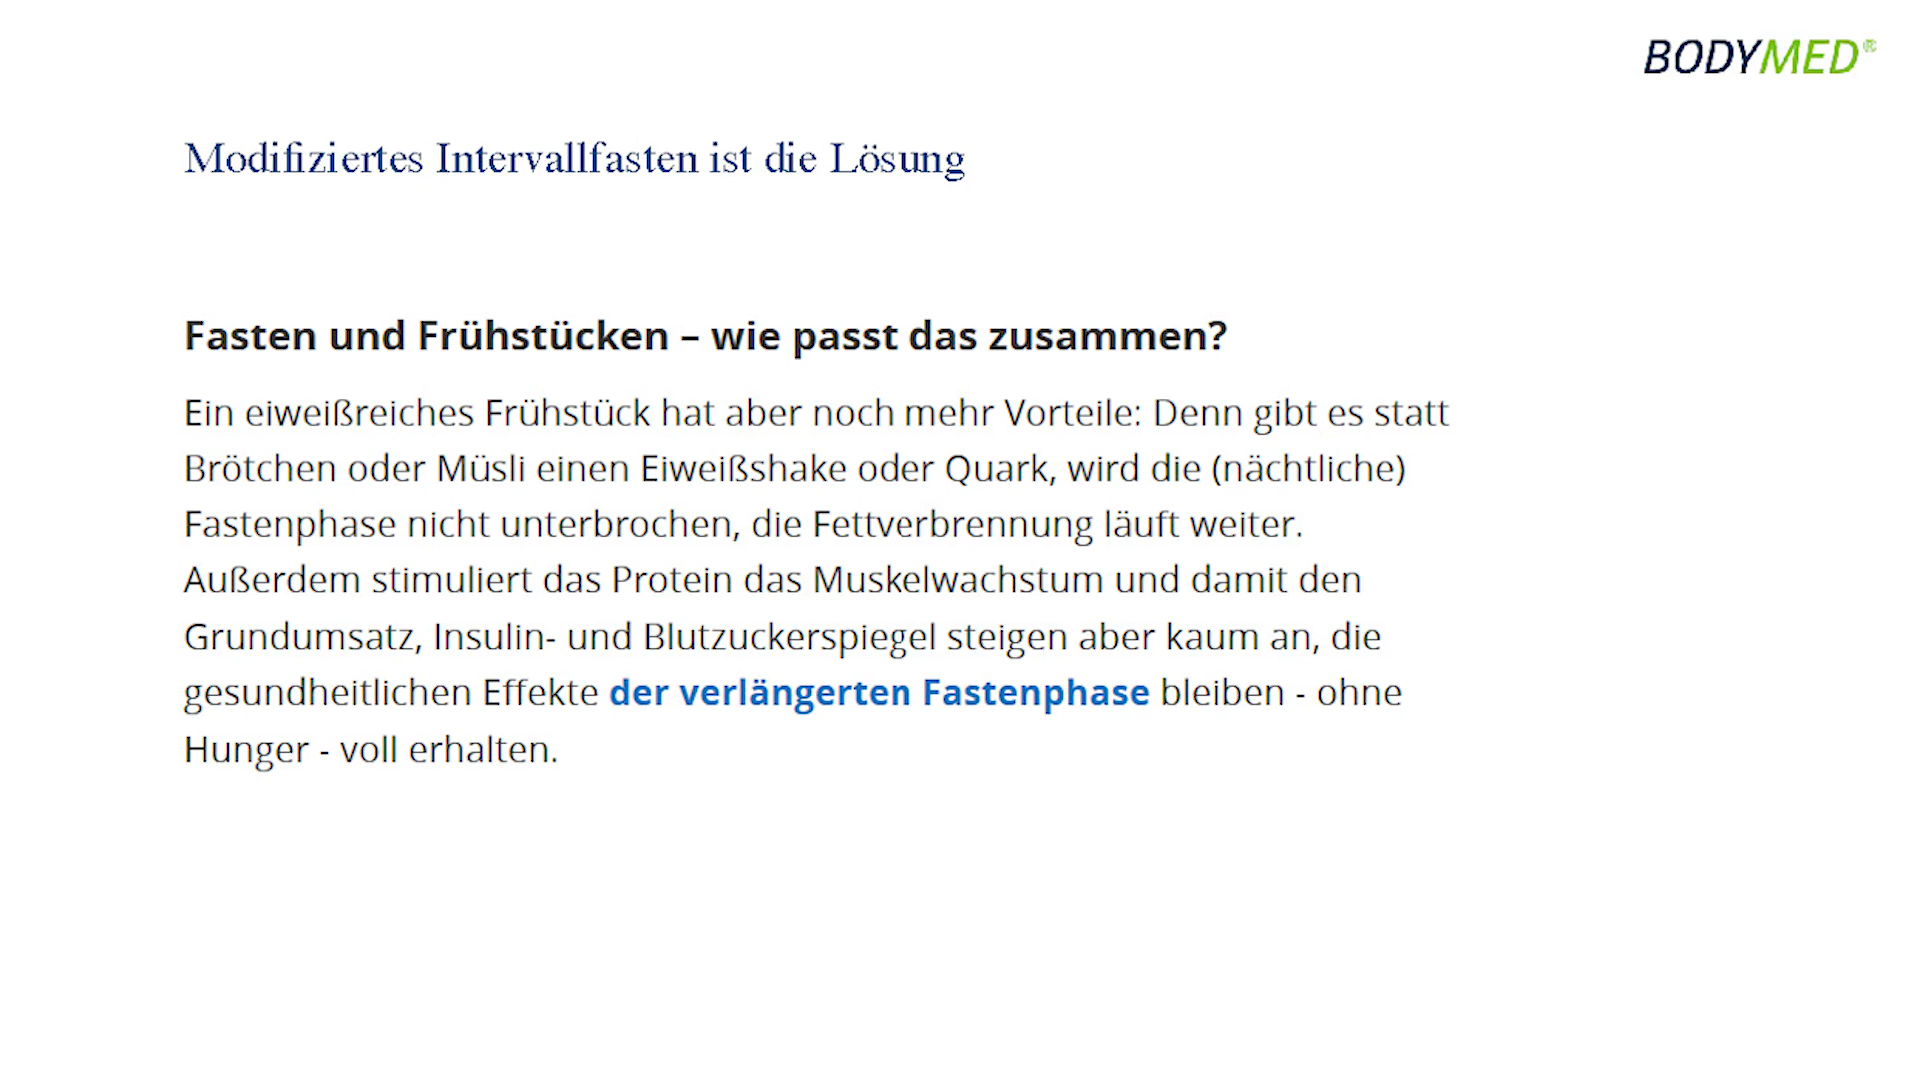 BODYMED®
Modifiziertes Intervallfasten ist die Lösung
Fasten und Frühstücken – wie passt das zusammen?
Ein eiweißreiches Frühstück hat aber noch mehr Vorteile: Denn gibt es statt
Brötchen oder Müsli einen Eiweißshake oder Quark, wird die (nächtliche)
Fastenphase nicht unterbrochen, die Fettverbrennung läuft weiter.
Außerdem stimuliert das Protein das Muskelwachstum und damit den
Grundumsatz, Insulin- und Blutzuckerspiegel steigen aber kaum an, die
gesundheitlichen Effekte der verlängerten Fastenphase bleiben - ohne
Hunger - voll erhalten.